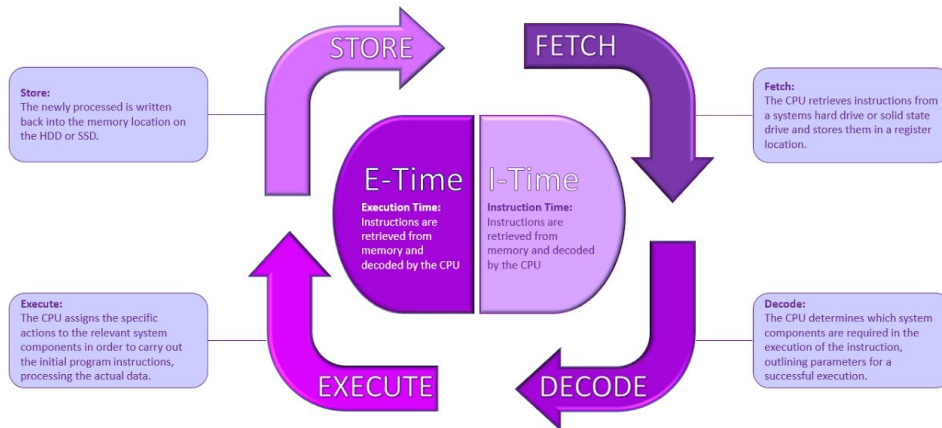 STORE
FETCH
Store:
The newly processed is written
back into the memory location on
the HDD or SSD.
Fetch:
The CPU retrieves instructions from
a systems hard drive or solid state
drive and stores them in a register
location.
E-Time
Execution Time:
Instructions are
retrieved from
memory and
decoded by the CPU
I-Time
Instruction Time:
Instructions are
retrieved from
memory and decoded
by the CPU
Execute:
The CPU assigns the specific
actions to the relevant system
components in order to carry out
the initial program instructions,
processing the actual data.
Decode:
The CPU determines which system
components are required in the
execution of the instruction,
outlining parameters for a
successful execution.
EXECUTE
DECODE